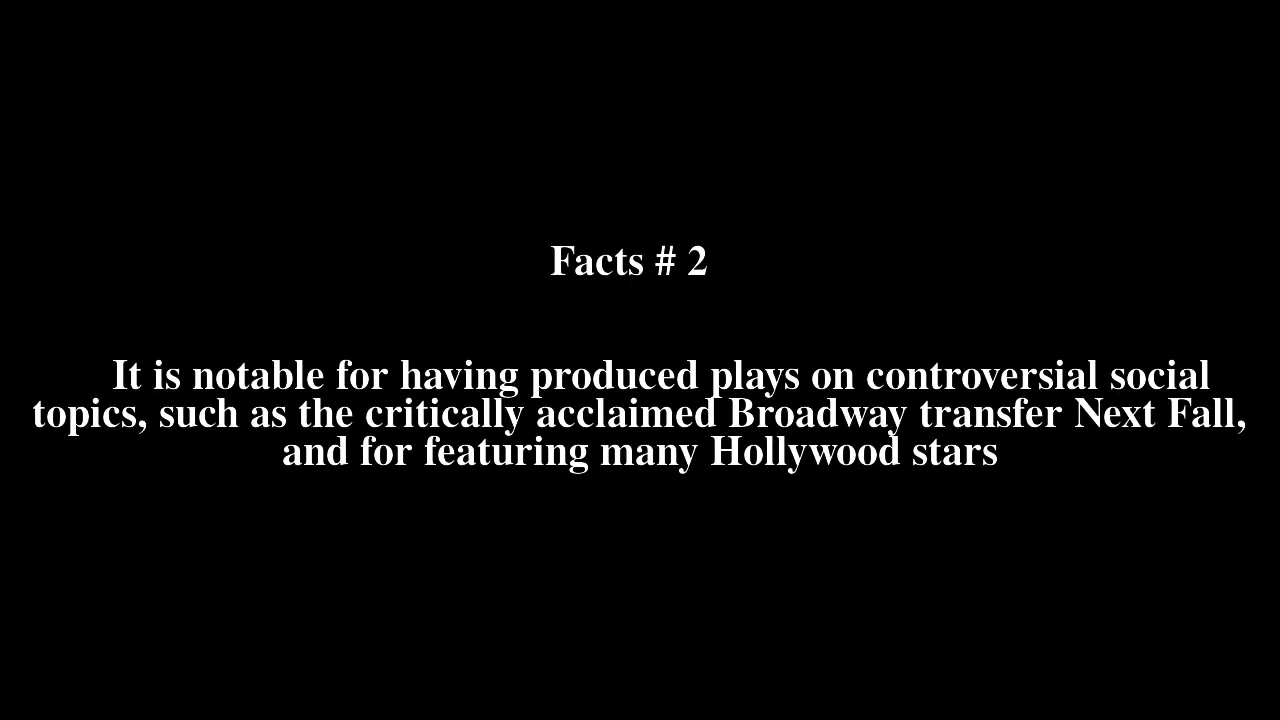 Facts # 2
It is notable for having produced plays on controversial social
topics, such as the critically acclaimed Broadway transfer Next Fall,
and for featuring many Hollywood stars